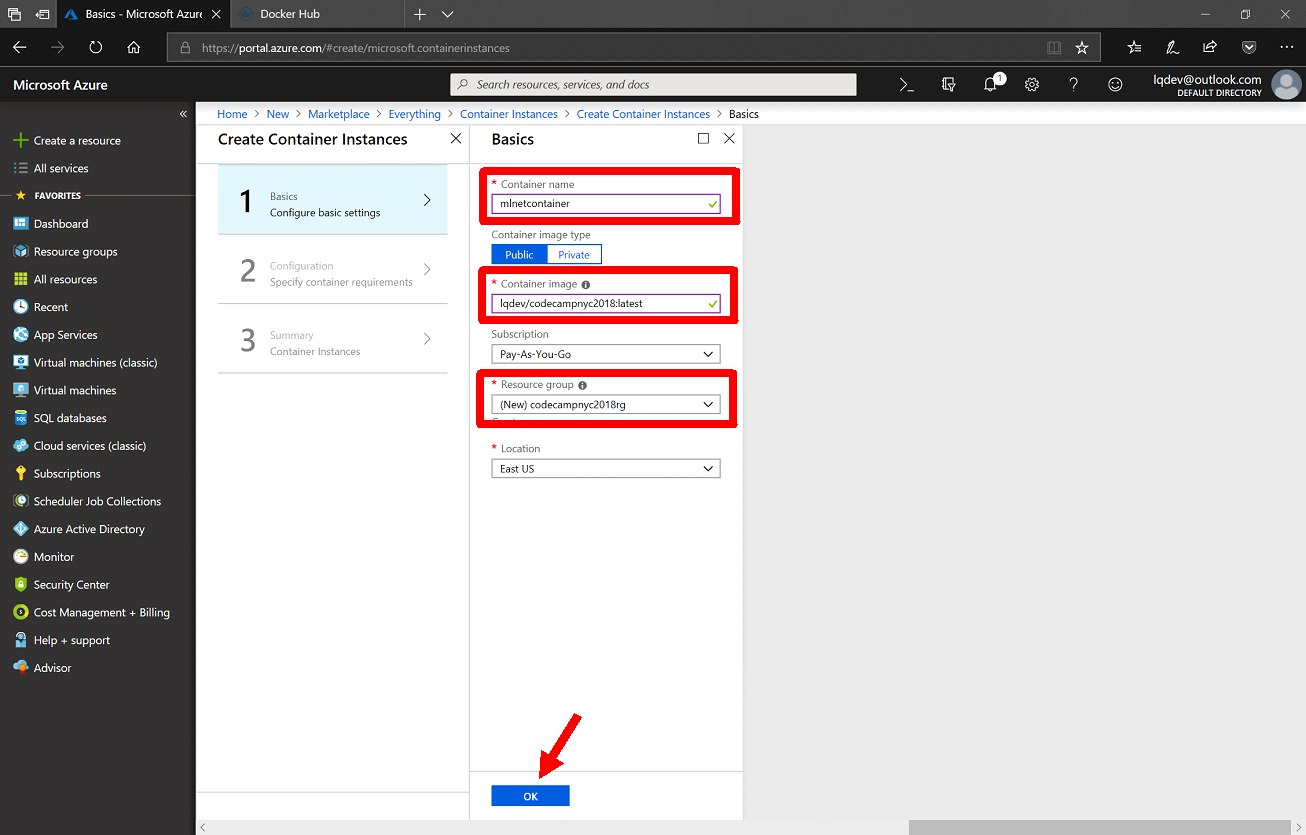 Basics - Microsoft Azure
Docker Hub
https://portal.azure.com/#create/microsoft.containerinstances
Microsoft Azure
Search resources, services, and docs
1
lqdev@outlook.com
DEFAULT DIRECTORY
Home > New > Marketplace > Everything > Container Instances > Create Container Instances > Basics
Create a resource
All services
FAVORITES
Dashboard
Resource groups
All resources
Recent
App Services
Virtual machines (classic)
Virtual machines
SQL databases
Cloud services (classic)
Subscriptions
Scheduler Job Collections
Azure Active Directory
Monitor
Security Center
Cost Management + Billing
Help + support
Advisor
Create Container Instances
1
Basics
Configure basic settings
2
Configuration
Specify container requirements
3
Summary
Container Instances
Basics
* Container name
mlnetcontainer
Container image type
Public
Private
* Container image
lqdev/codecampnyc2018:latest
Subscription
Pay-As-You-Go
* Resource group
(New) codecampnyc2018rg
* Location
East US
OK